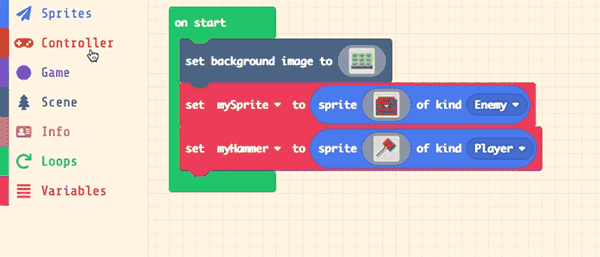 Sprites
Controller
Game
Scene
Info
Loops
Variables
on start
set background image to
set mySprite to sprite of kind Enemy
set myHammer to sprite of kind Player